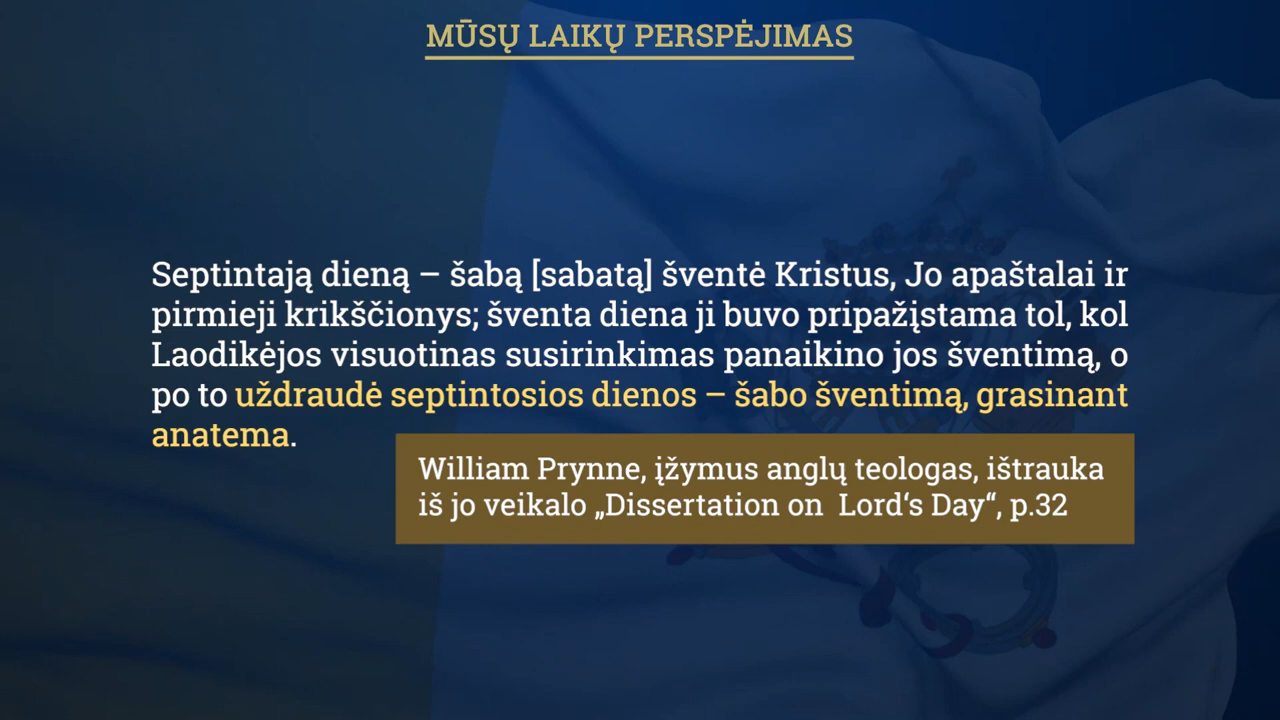 MŪSŲ LAIKŲ PERSPĖJIMAS
Septintają dieną – šabą [sabatą] šventė Kristus, Jo apaštalai ir
pirmieji krikščionys; šventa diena ji buvo pripažįstama tol, kol
Laodikėjos visuotinas susirinkimas panaikino jos šventimą, o
po to uždraudė septintosios dienos – šabo šventimą, grasinant
anatema.
William Prynne, įžymus anglų teologas, ištrauka
iš jo veikalo „Dissertation on  Lord‘s Day“, p.32